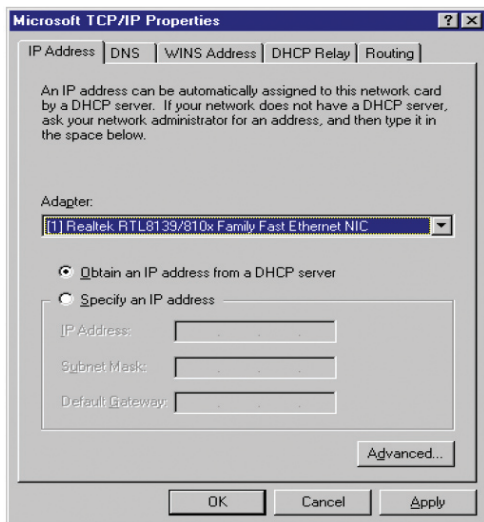 Microsoft TCP/IP Properties
IP Address DNS WINS Address DHCP Relay Routing
An IP address can be automatically assigned to this network card
by a DHCP server. If your network does not have a DHCP server,
ask your network administrator for an address, and then type it in
the space below.
Adapter:
[1] Realtek RTL8139/810x Family Fast Ethernet NIC
Obtain an IP address from a DHCP server
Specify an IP address
IP Address:
Subnet Mask:
Default Gateway:
Advanced...
OK Cancel Apply